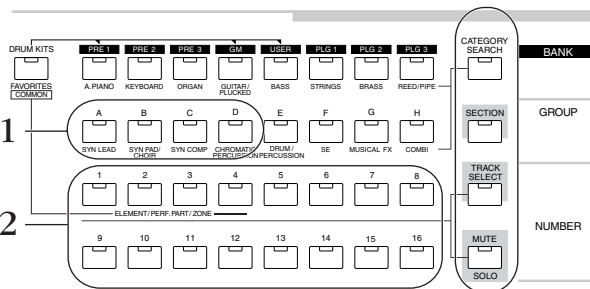 CATEGORY
SEARCH
DRUM KITS PRE 1 PRE 2 PRE 3 GM USER PLG 1 PLG 2 PLG 3 BANK
FAVORITES A.PIANO KEYBOARD ORGAN GUITAR / BASS STRINGS BRASS REED/PIPE
COMMON PLUCKED
A B C D E F G H SECTION GROUP
1
SYN LEAD SYN PAD/ SYN COMP CHROMATIC DRUM / SE MUSICAL FX COMBI
CHOIR PERCUSSION PERCUSSION
TRACK
SELECT
1 2 3 4 5 6 7 8
2 ELEMENT/ PERF. PART/ ZONE NUMBER
9 10 11 12 13 14 15 16 MUTE
SOLO